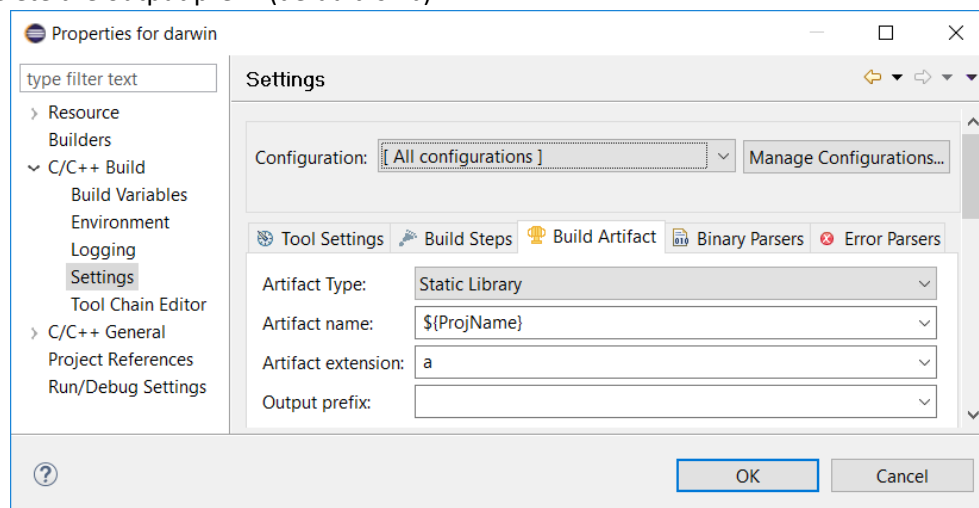 Properties for darwin
type filter text
Settings
Resource
Builders
C/C++ Build
Build Variables
Environment
Logging
Settings
Tool Chain Editor
C/C++ General
Project References
Run/Debug Settings
Configuration: [ All configurations ] Manage Configurations...
Tool Settings Build Steps Build Artifact Binary Parsers Error Parsers
Artifact Type: Static Library
Artifact name: ${ProjName}
Artifact extension: a
Output prefix:
OK Cancel